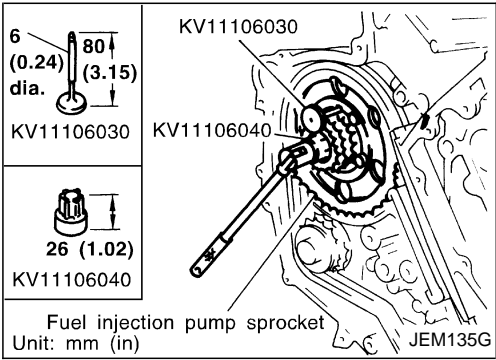 6
(0.24)
dia.
80
(3.15)
KV11106030
26 (1.02)
KV11106040
KV11106030
KV11106040
Fuel injection pump sprocket
Unit: mm (in)
JEM135G